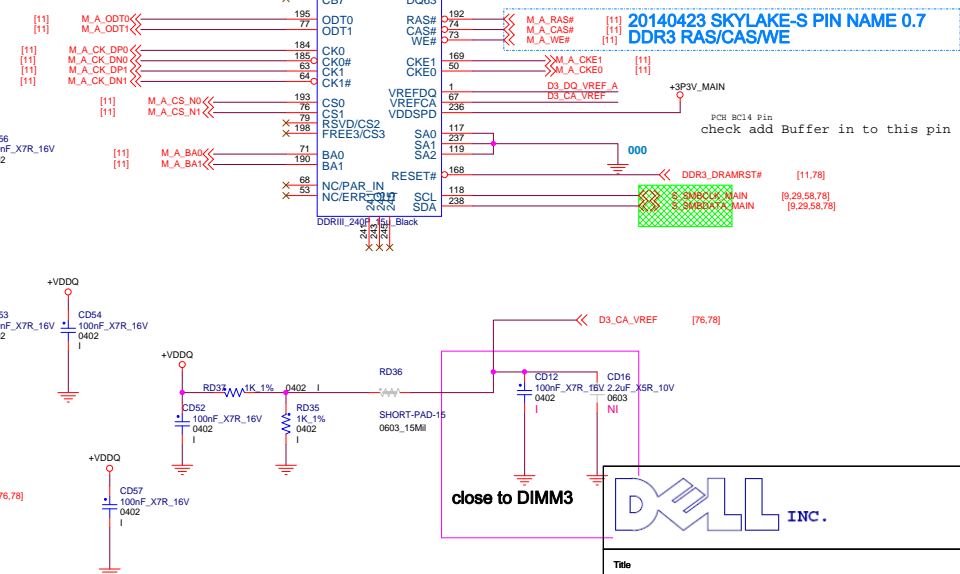 CB7 DQ63
[11] M_A_ODT0 195 ODT0 RAS# 192 M_A_RAS# [11]
[11] M_A_ODT1 77 ODT1 CAS# 74 M_A_CAS# [11]
WE# 73 M_A_WE# [11]
20140423 SKYLAKE-S PIN NAME 0.7
DDR3 RAS/CAS/WE
[11] M_A_CK_DP0 184 CK0
[11] M_A_CK_DN0 185 CK0# CKE1 169 M_A_CKE1 [11]
[11] M_A_CK_DP1 63 CK1 CKE0 50 M_A_CKE0 [11]
[11] M_A_CK_DN1 64 CK1#
VREFDQ 1 D3_DQ_VREF_A
[11] M_A_CS_N0 193 CS0 VREFCA 67 D3_CA_VREF
[11] M_A_CS_N1 76 CS1 VDDSPD 236 +3P3V_MAIN
79 RSVD/CS2
198 FREE3/CS3
PCH BC14 Pin
check add Buffer in to this pin
SA0 117
SA1 237
SA2 119
000
[11] M_A_BA0 71 BA0
[11] M_A_BA1 190 BA1
RESET# 168 DDR3_DRAMRST# [11,78]
68 NC/PAR_IN
53
SCL 118 S_SMBCLK_MAIN [9,29,58,78]
SDA 238 S_SMBDATA_MAIN [9,29,58,78]
241
243
245
nF_X7R_16V
+VDDQ
CD54
100nF_X7R_16V
0402
I
nF_X7R_16V
D3_CA_VREF [76,78]
+VDDQ
RD37 1K_1% 0402 I
RD36
SHORT-PAD-15
0603_15Mil
CD52
100nF_X7R_16V
0402
I
RD35
1K_1%
0402
I
CD12
100nF_X7R_16V
0402
I
CD16
2.2uF_X5R_10V
0603
NI
close to DIMM3
+VDDQ
CD57
100nF_X7R_16V
0402
I
76,78]
DELL INC.
Title